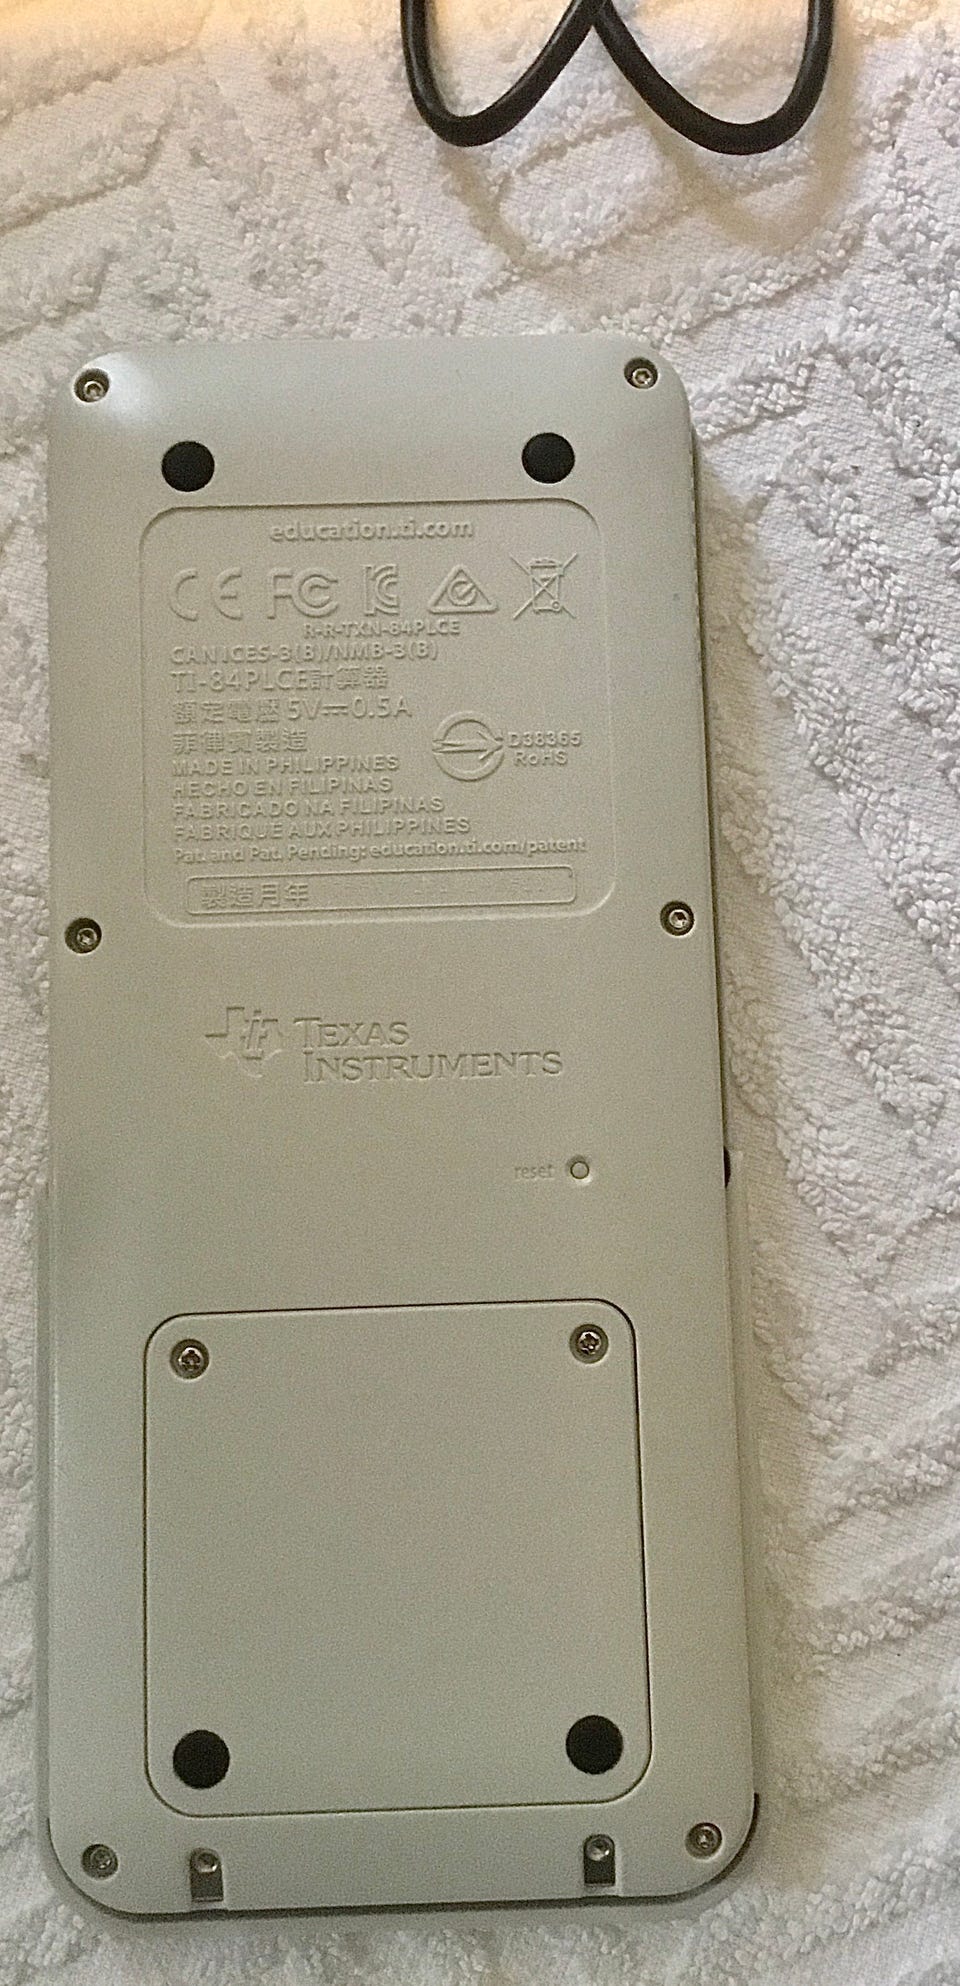 education.ti.com
CE FC
R-R-TXN-84PLCE
CAN ICES-3(B)/NMB-3(B)
TI-84PLCE計算器
額定電壓 5V⎓0.5A
菲律賓製造
D38365
RoHS
MADE IN PHILIPPINES
HECHO EN FILIPINAS
FABRICADO NA FILIPINAS
FABRIQUE AUX PHILIPPINES
Pat. and Pat. Pending: education.ti.com/patent
製造月年
TEXAS
INSTRUMENTS
reset